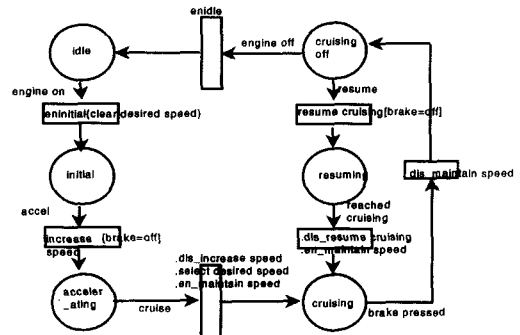 enidle
idle
engine off
cruising
off
engine on
resume
eninitial{clear desired speed}
resume cruising[brake=off]
initial
resuming
dis_maintain speed
accel
reached
cruising
increase {brake=off}
speed
.dis_resume cruising
.en_maintain speed
.dis_increase speed
.select desired speed
.en_maintain speed
acceler
_ating
cruise
cruising
brake pressed